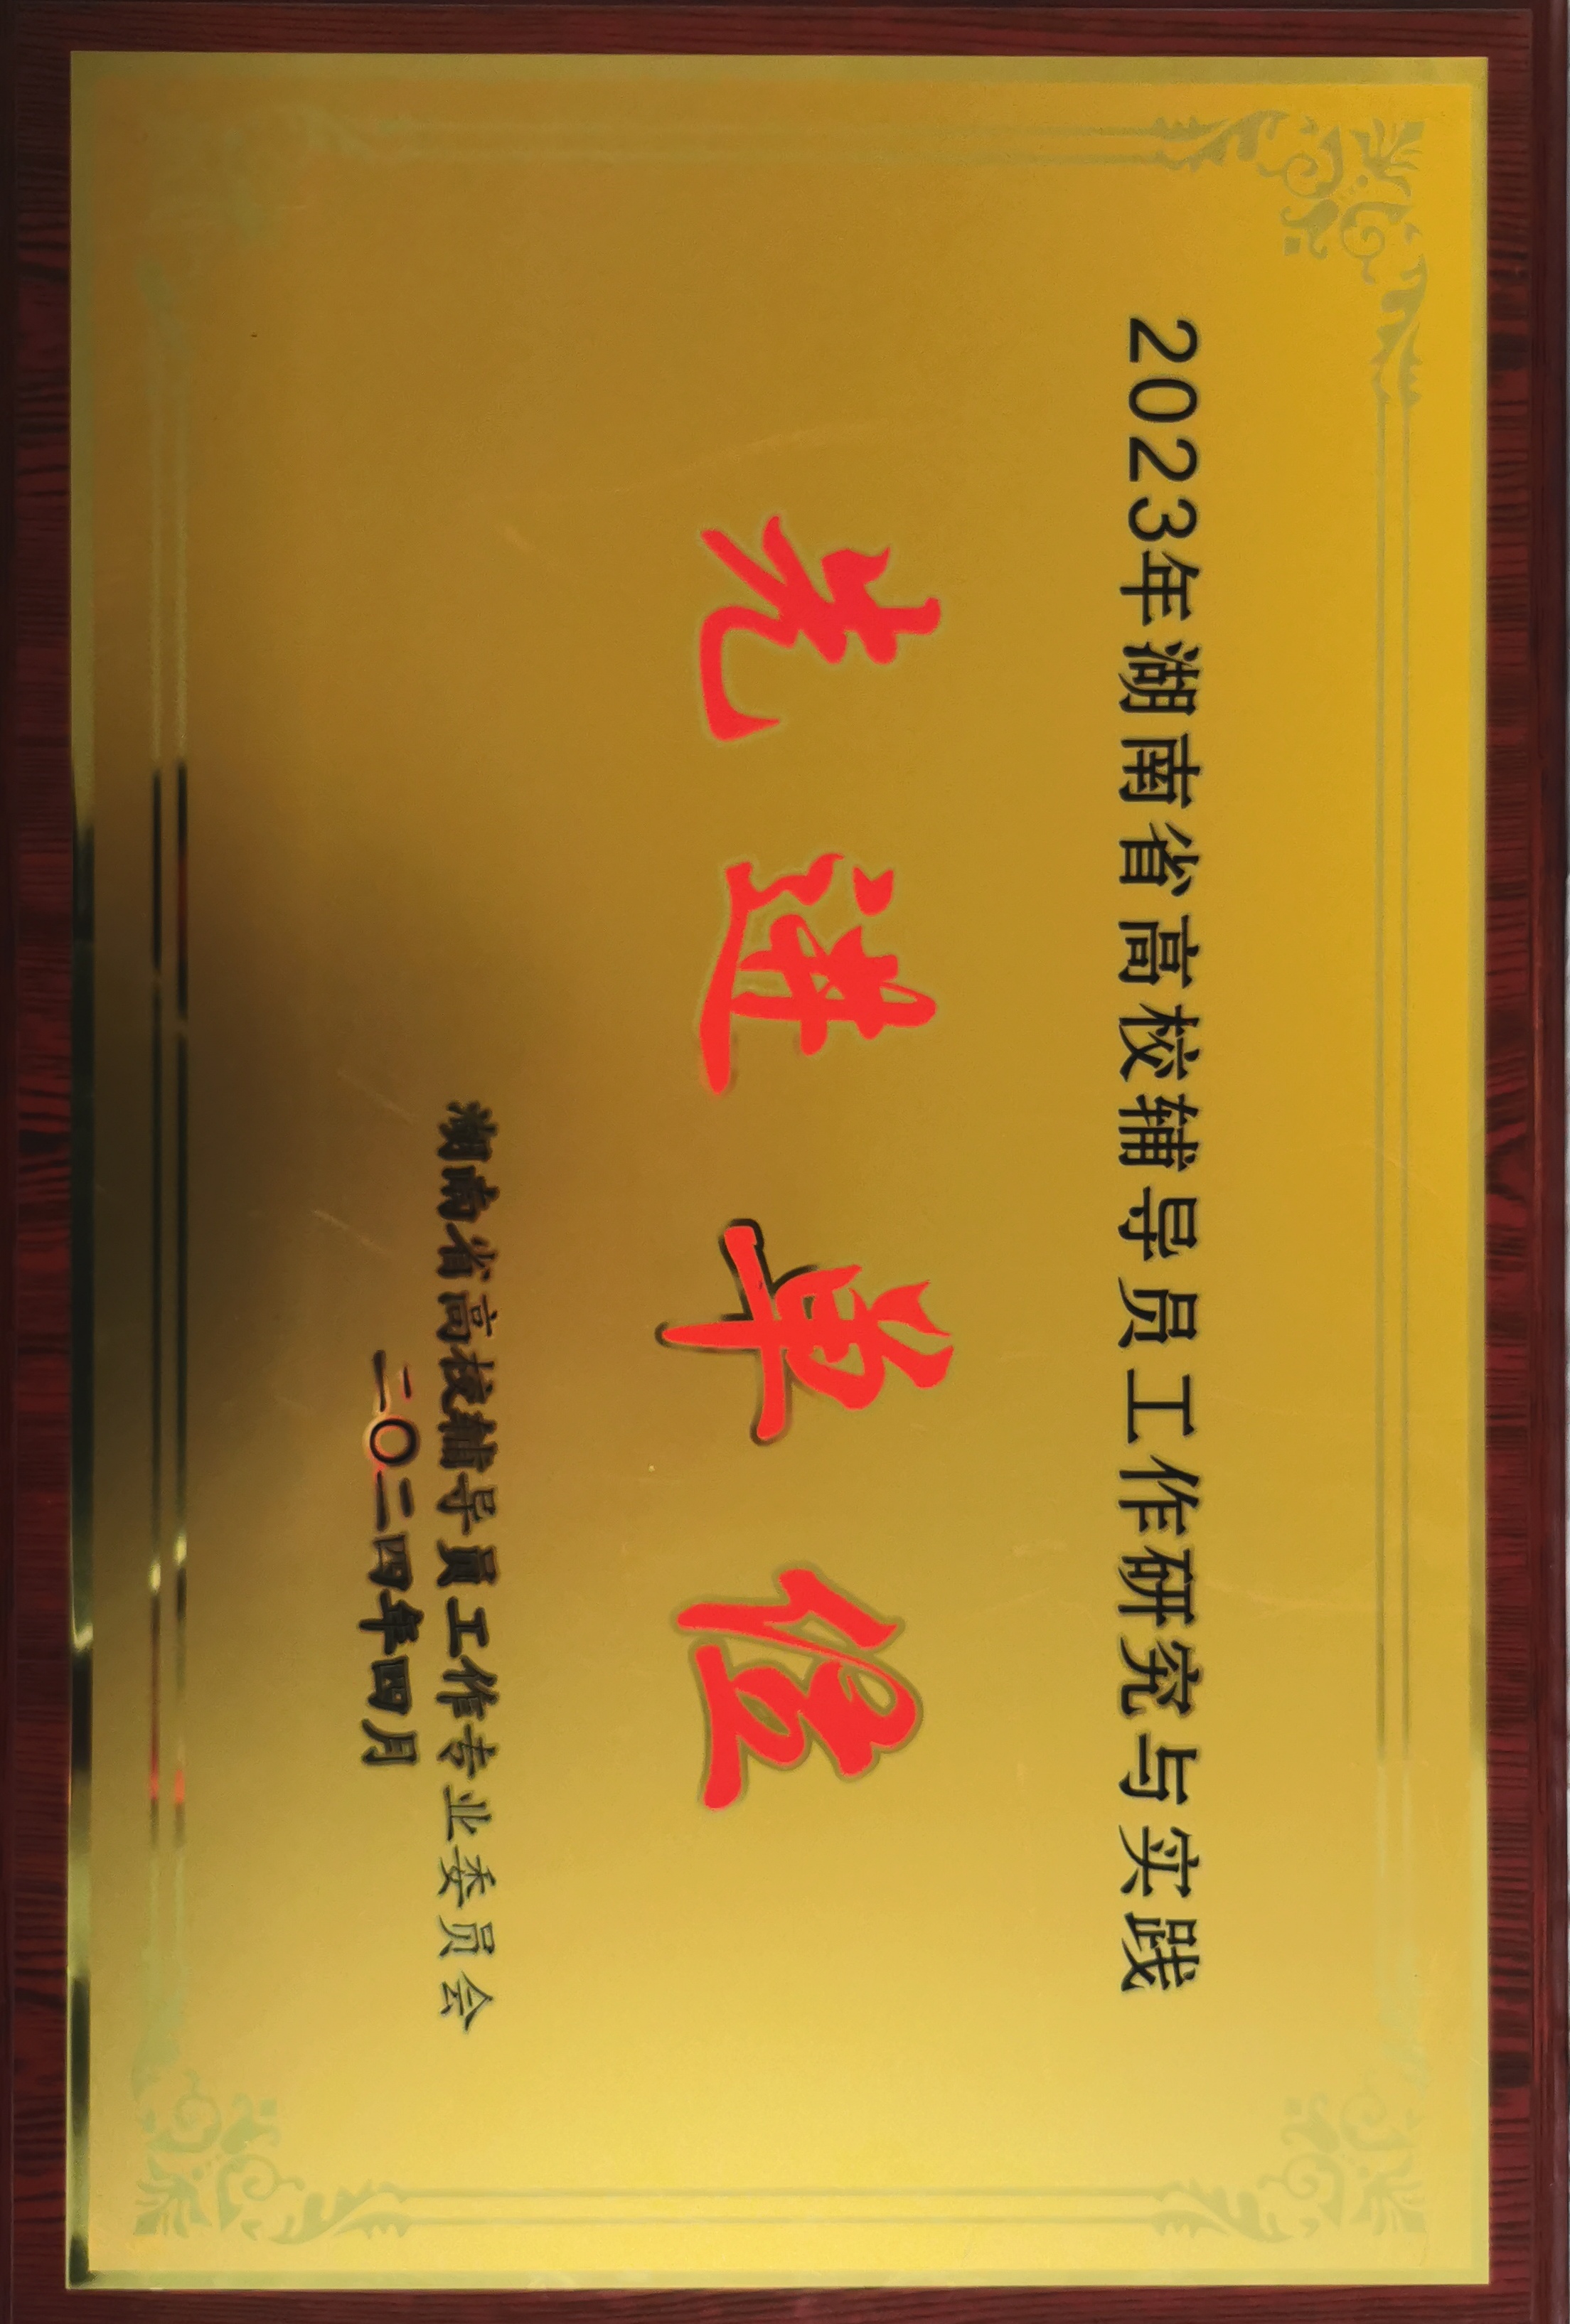 2023年湖南省高校辅导员工作研究与实践
先进单位
湖南省高校辅导员工作专业委员会
二〇二四年四月